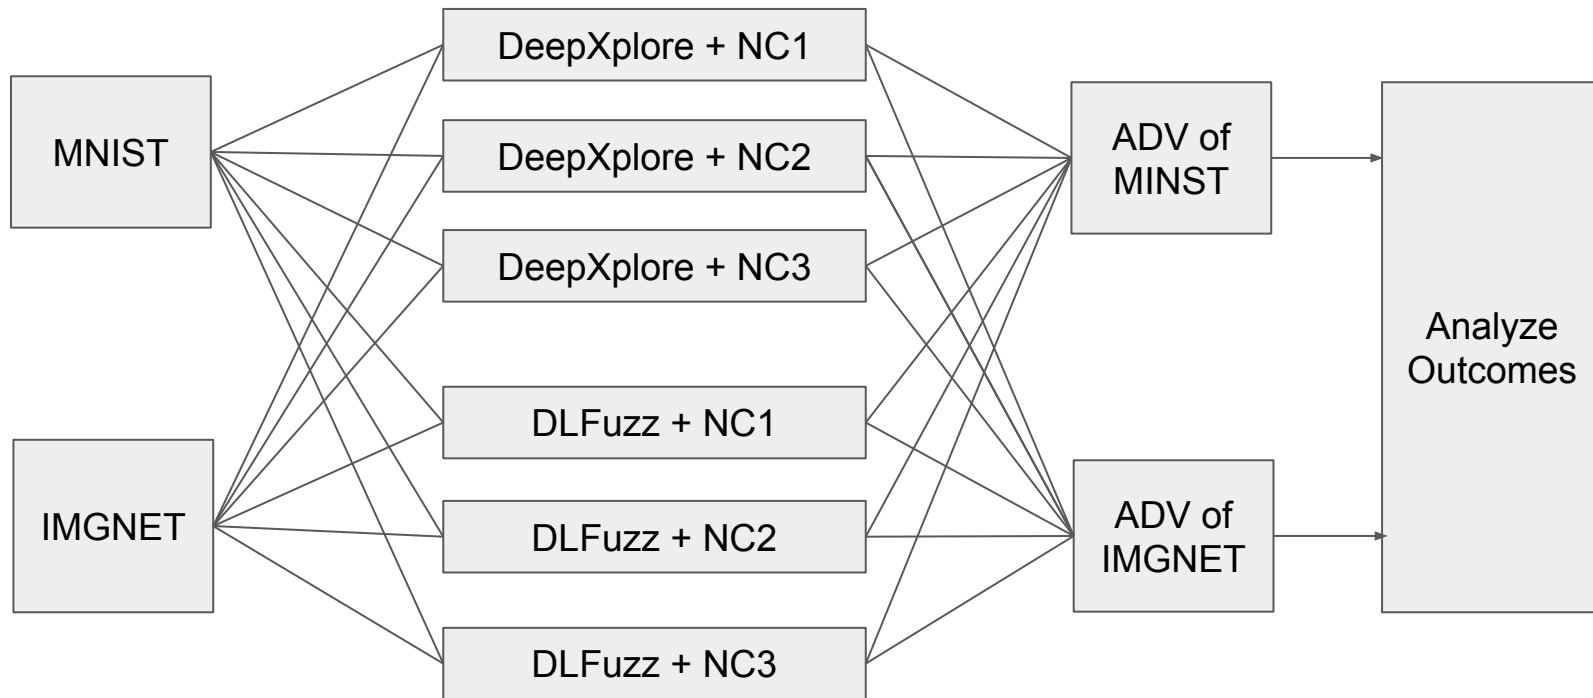 MNIST
IMGNET
DeepXplore + NC1
DeepXplore + NC2
DeepXplore + NC3
DLFuzz + NC1
DLFuzz + NC2
DLFuzz + NC3
ADV of
MINST
ADV of
IMGNET
Analyze
Outcomes